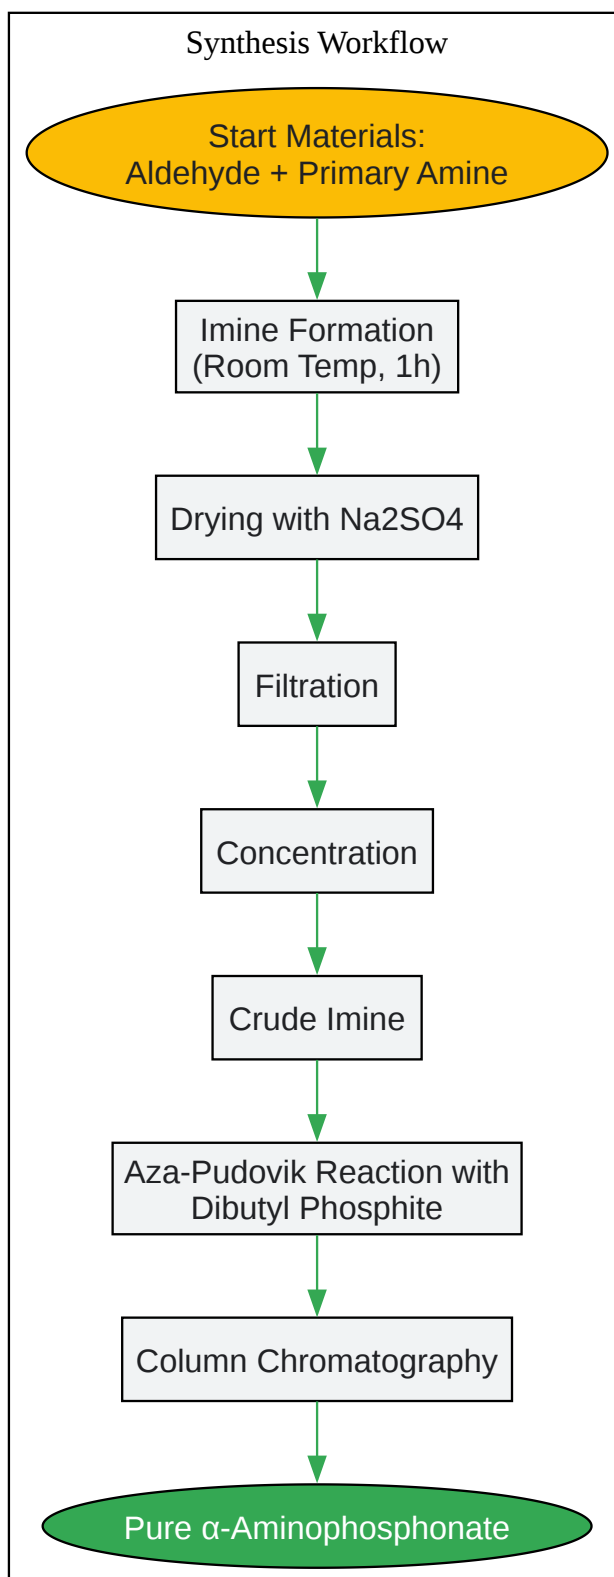 Synthesis Workflow
Start Materials:
Aldehyde + Primary Amine
Imine Formation
(Room Temp, 1h)
Drying with Na2SO4
Filtration
Concentration
Crude Imine
Aza-Pudovik Reaction with
Dibutyl Phosphite
Column Chromatography
Pure α-Aminophosphonate